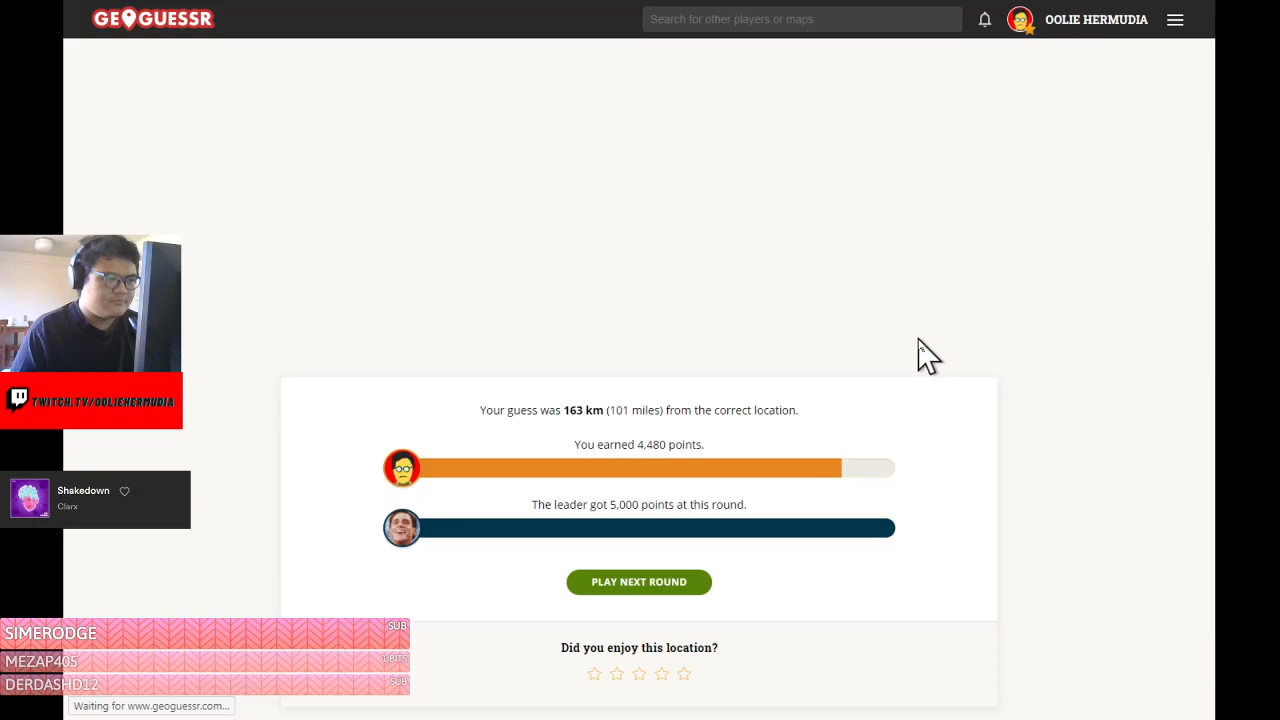 GEOGUESSR
Search for other players or maps
OOLIE HERMUDIA
Your guess was 163 km (101 miles) from the correct location.
You earned 4,480 points.
The leader got 5,000 points at this round.
PLAY NEXT ROUND
Did you enjoy this location?
TWITCH.TV/OOLIEHERMUDIA
Shakedown
Clarx
SIMERODGE SUB
MEZAP405 1 BITS
DERDASHD12 SUB
Waiting for www.geoguessr.com...